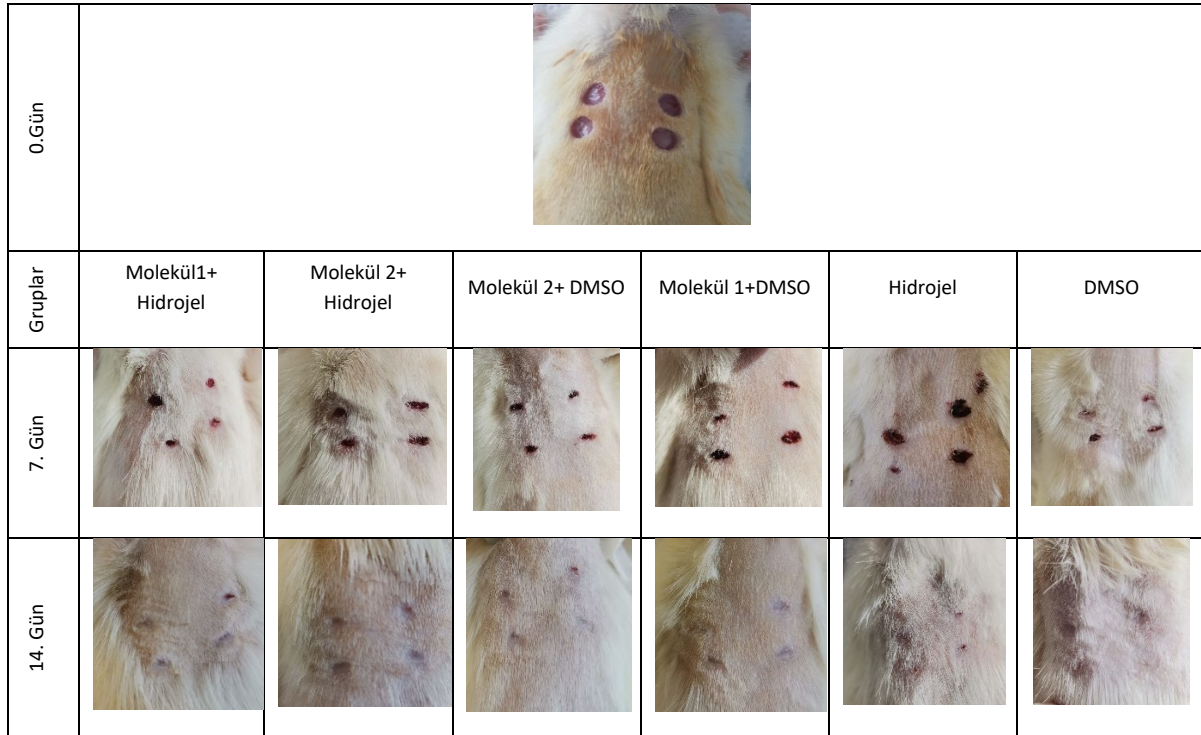 0.Gün
Gruplar
Molekül1+
Hidrojel
Molekül 2+
Hidrojel
Molekül 2+ DMSO
Molekül 1+DMSO
Hidrojel
DMSO
7. Gün
14. Gün